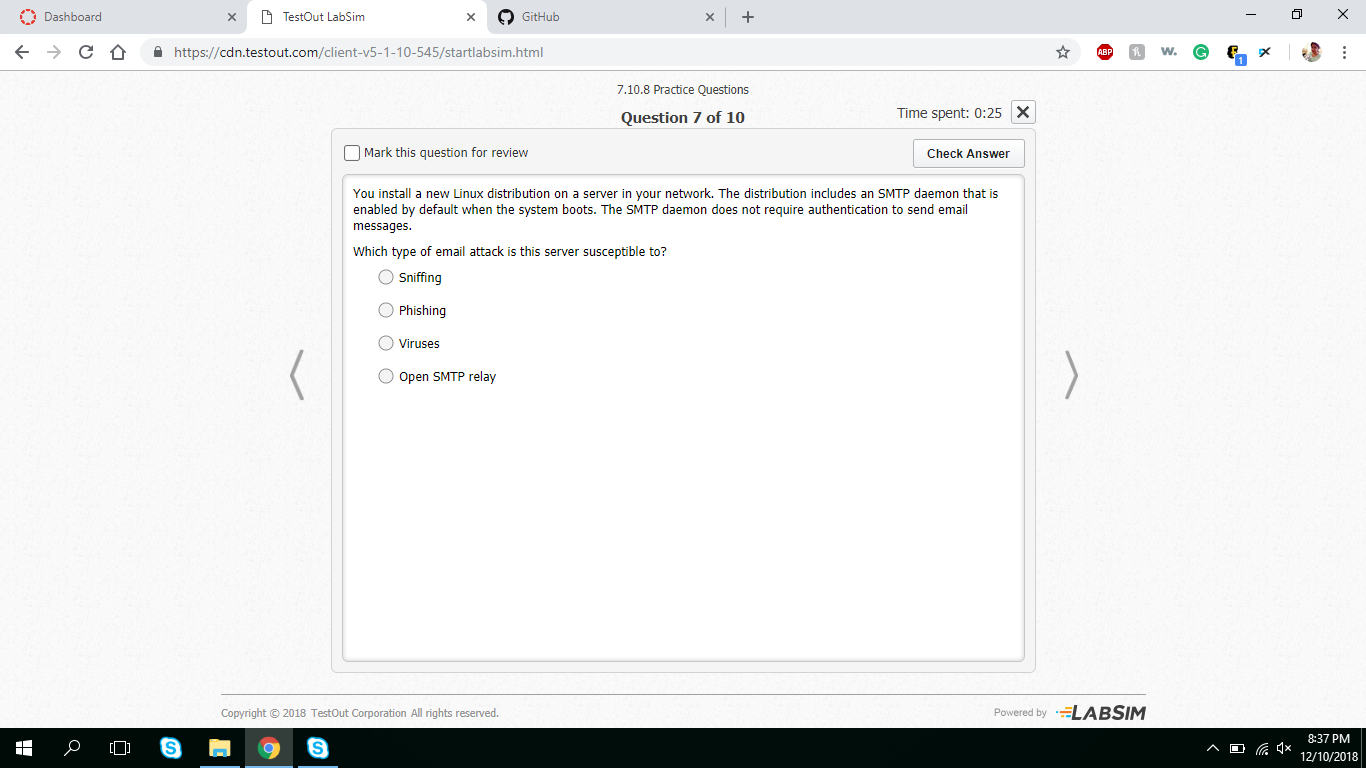 Dashboard
TestOut LabSim
GitHub
https://cdn.testout.com/client-v5-1-10-545/startlabsim.html
ABP
W.
1
7.10.8 Practice Questions
Question 7 of 10
Time spent: 0:25
Mark this question for review
Check Answer
You install a new Linux distribution on a server in your network. The distribution includes an SMTP daemon that is
enabled by default when the system boots. The SMTP daemon does not require authentication to send email
messages.
Which type of email attack is this server susceptible to?
Sniffing
Phishing
Viruses
Open SMTP relay
Copyright © 2018 TestOut Corporation All rights reserved.
Powered by LABSIM
8:37 PM
12/10/2018